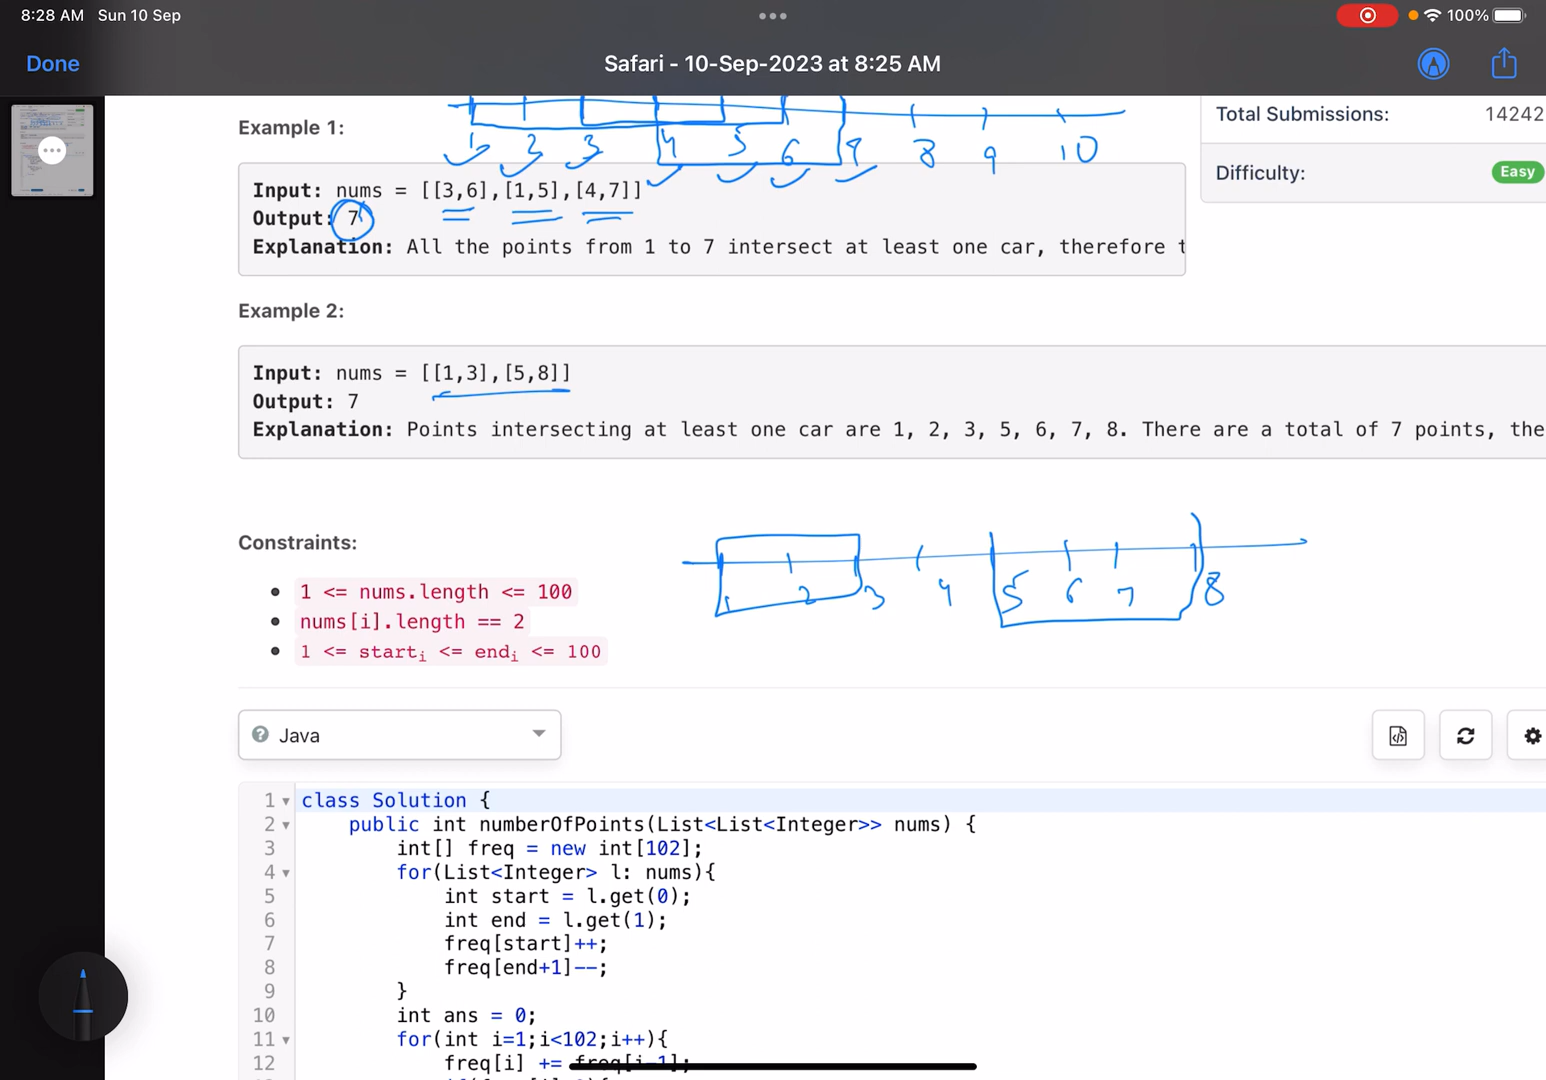 8:28 AM Sun 10 Sep
100%
Done
Safari - 10-Sep-2023 at 8:25 AM
Example 1:
1 2 3 4 5 6 7 8 9 10
Total Submissions: 14242
Difficulty: Easy
Input: nums = [[3,6],[1,5],[4,7]]
Output: 7
Explanation: All the points from 1 to 7 intersect at least one car, therefore t
Example 2:
Input: nums = [[1,3],[5,8]]
Output: 7
Explanation: Points intersecting at least one car are 1, 2, 3, 5, 6, 7, 8. There are a total of 7 points, the
Constraints:
1 2 3 4 5 6 7 8
1 <= nums.length <= 100
nums[i].length == 2
1 <= starti <= endi <= 100
Java
1 class Solution {
2 public int numberOfPoints(List<List<Integer>> nums) {
3 int[] freq = new int[102];
4 for(List<Integer> l: nums){
5 int start = l.get(0);
6 int end = l.get(1);
7 freq[start]++;
8 freq[end+1]--;
9 }
10 int ans = 0;
11 for(int i=1;i<102;i++){
12 freq[i] += freq[i-1];